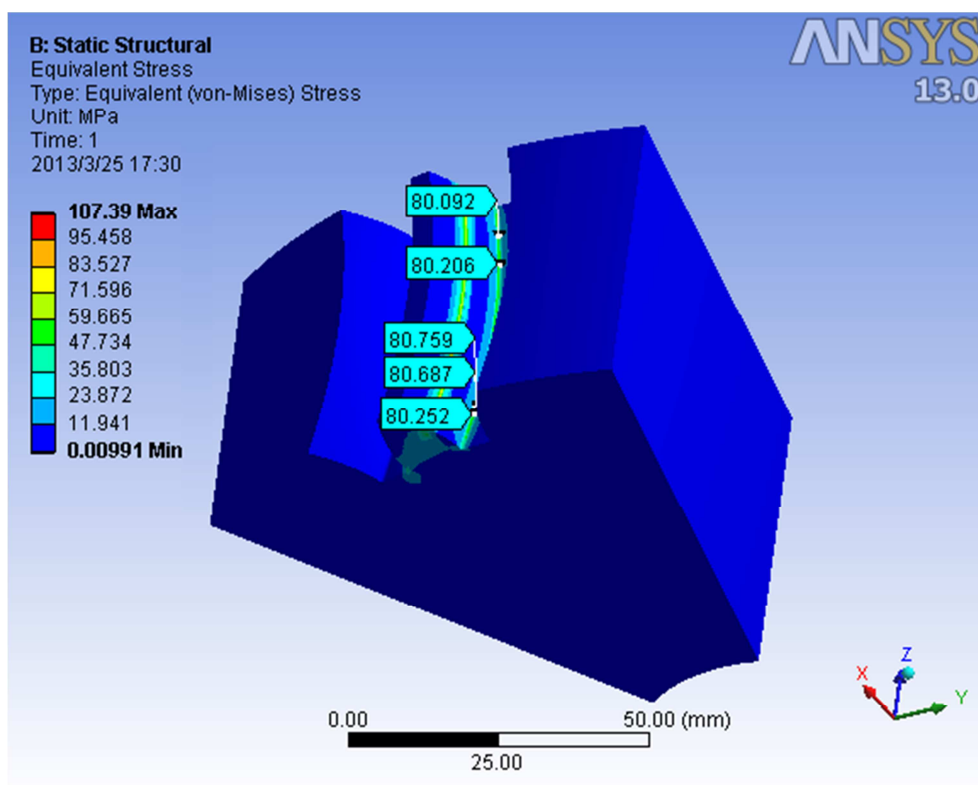 B: Static Structural
Equivalent Stress
Type: Equivalent (von-Mises) Stress
Unit: MPa
Time: 1
2013/3/25 17:30
ANSYS
13.0
107.39 Max
95.458
83.527
71.596
59.665
47.734
35.803
23.872
11.941
0.00991 Min
80.092
80.206
80.759
80.687
80.252
0.00
50.00 (mm)
25.00
X
Z
Y